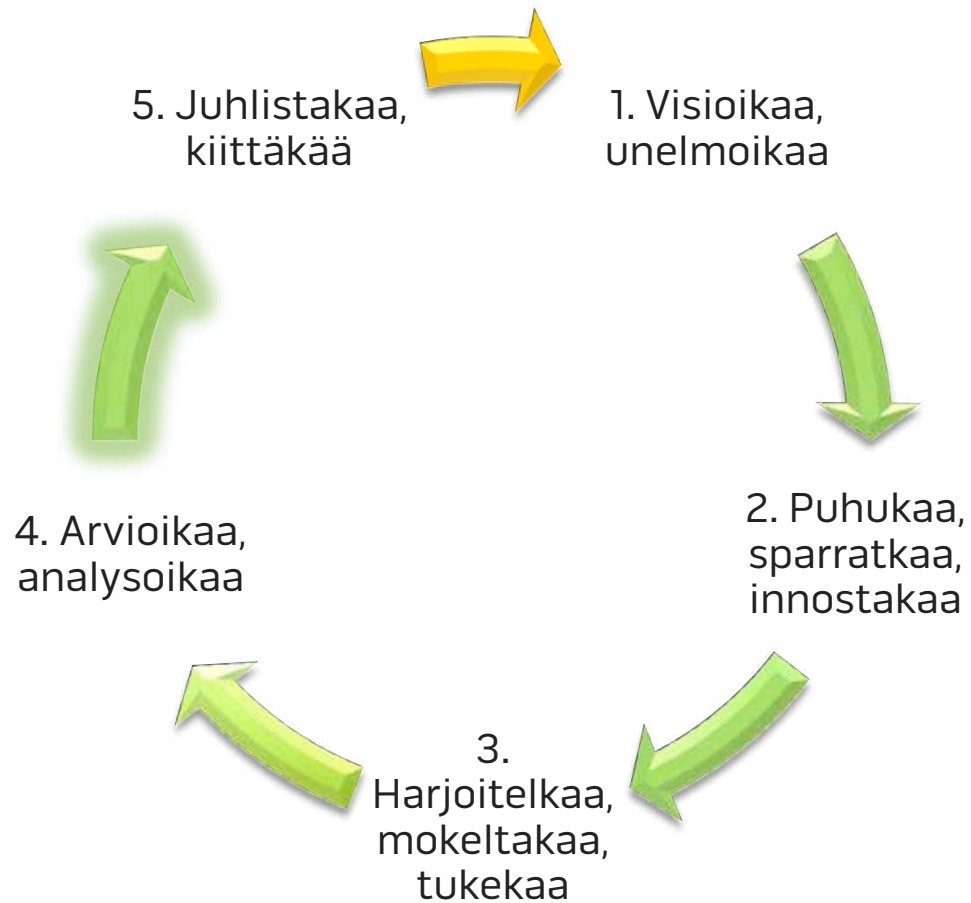 1. Visioikaa,
unelmoikaa
2. Puhukaa,
sparratkaa,
innostakaa
3.
Harjoitelkaa,
mokeltakaa,
tukekaa
4. Arvioikaa,
analysoikaa
5. Juhlistakaa,
kiittäkää